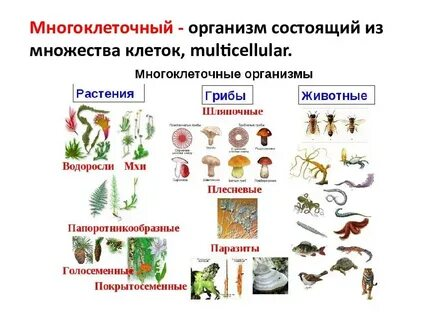 Многоклеточный - организм состоящий из
множества клеток, multicellular.
Многоклеточные организмы
Растения
Грибы
Животные
Шляпочные
Водоросли
Мхи
Плесневые
Папоротникообразные
Паразиты
Голосеменные
Покрытосеменные